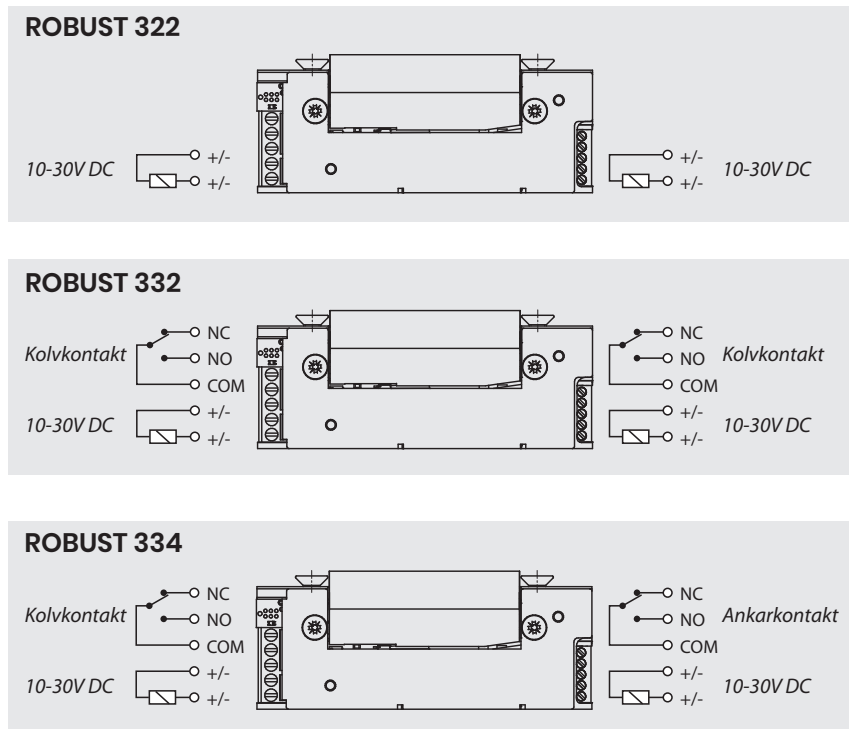 ROBUST 322
10-30V DC
+/-
+/-
+/-
+/-
10-30V DC
ROBUST 332
Kolvkontakt
NC
NO
COM
10-30V DC
+/-
+/-
NC
NO
COM
Kolvkontakt
+/-
+/-
10-30V DC
ROBUST 334
Kolvkontakt
NC
NO
COM
10-30V DC
+/-
+/-
NC
NO
COM
Ankarkontakt
+/-
+/-
10-30V DC